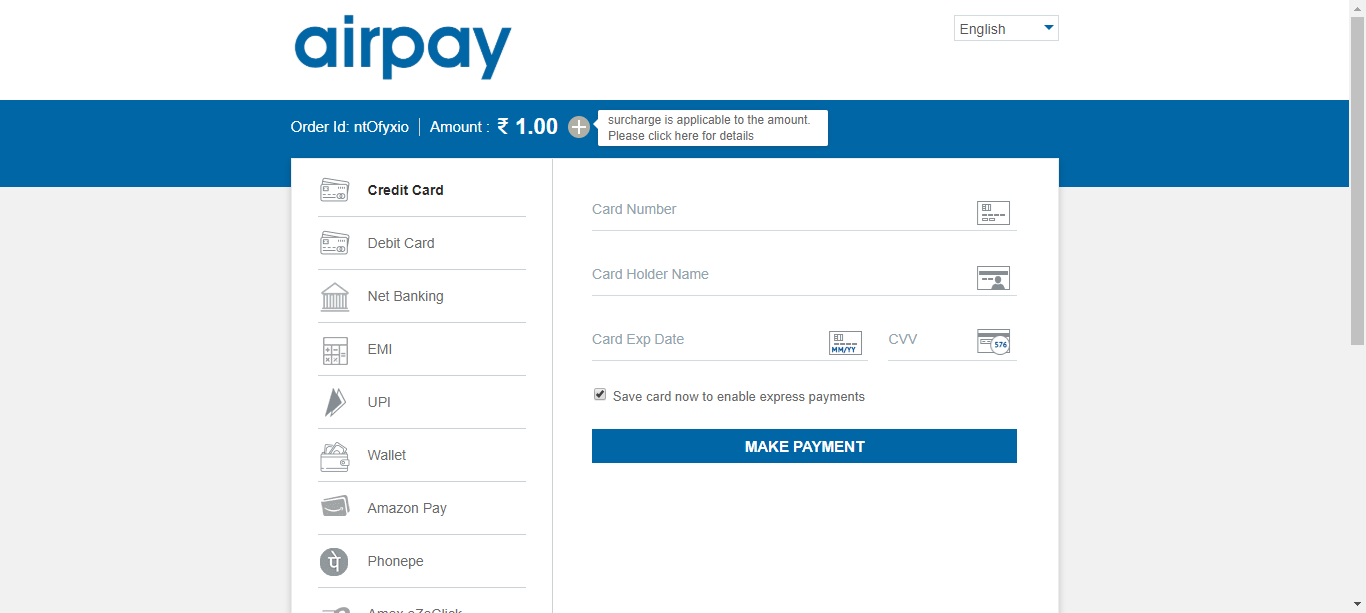 airpay
English
Order Id: ntOfyxio
Amount : ₹ 1.00
surcharge is applicable to the amount.
Please click here for details
Credit Card
Debit Card
Net Banking
EMI
UPI
Wallet
Amazon Pay
पे
Phonepe
Amex eZeClick
Card Number
Card Holder Name
Card Exp Date
MM/YY
CVV
576
Save card now to enable express payments
MAKE PAYMENT